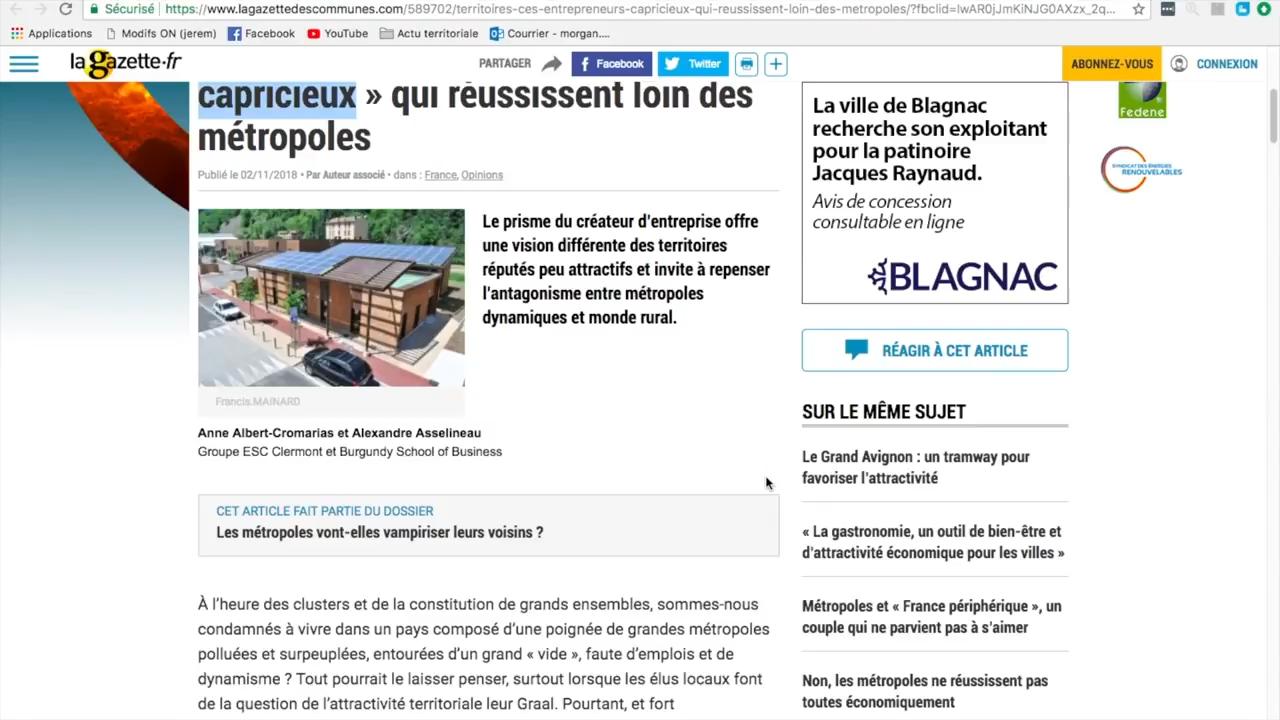 Sécurisé | https://www.lagazettedescommunes.com/589702/territoires-ces-entrepreneurs-capricieux-qui-reussissent-loin-des-metropoles/?fbclid=IwAR0jJmKiNJG0AXzx_2q...
Applications Modifs ON (jerem) Facebook YouTube Actu territoriale Courrier - morgan....
la gazette.fr PARTAGER Facebook Twitter ABONNEZ-VOUS CONNEXION
capricieux » qui réussissent loin des
métropoles
Publié le 02/11/2018 • Par Auteur associé • dans : France, Opinions
Le prisme du créateur d'entreprise offre
une vision différente des territoires
réputés peu attractifs et invite à repenser
l'antagonisme entre métropoles
dynamiques et monde rural.
Francis.MAINARD
Anne Albert-Cromarias et Alexandre Asselineau
Groupe ESC Clermont et Burgundy School of Business
CET ARTICLE FAIT PARTIE DU DOSSIER
Les métropoles vont-elles vampiriser leurs voisins ?
À l'heure des clusters et de la constitution de grands ensembles, sommes-nous
condamnés à vivre dans un pays composé d'une poignée de grandes métropoles
polluées et surpeuplées, entourées d'un grand « vide », faute d'emplois et de
dynamisme ? Tout pourrait le laisser penser, surtout lorsque les élus locaux font
de la question de l'attractivité territoriale leur Graal. Pourtant, et fort
La ville de Blagnac
recherche son exploitant
pour la patinoire
Jacques Raynaud.
Avis de concession
consultable en ligne
BLAGNAC
RÉAGIR À CET ARTICLE
SUR LE MÊME SUJET
Le Grand Avignon : un tramway pour
favoriser l'attractivité
« La gastronomie, un outil de bien-être et
d'attractivité économique pour les villes »
Métropoles et « France périphérique », un
couple qui ne parvient pas à s'aimer
Non, les métropoles ne réussissent pas
toutes économiquement
Fedene
SYNDICAT DES ÉNERGIES
RENOUVELABLES